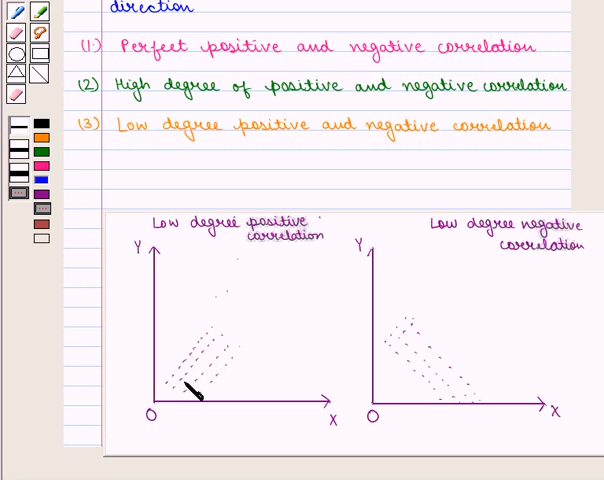 direction
(1.) Perfect positive and negative correlation
(2) High degree of positive and negative correlation
(3) Low degree positive and negative correlation
Low degree positive correlation
Y
O
X
Low degree negative correlation
Y
O
X